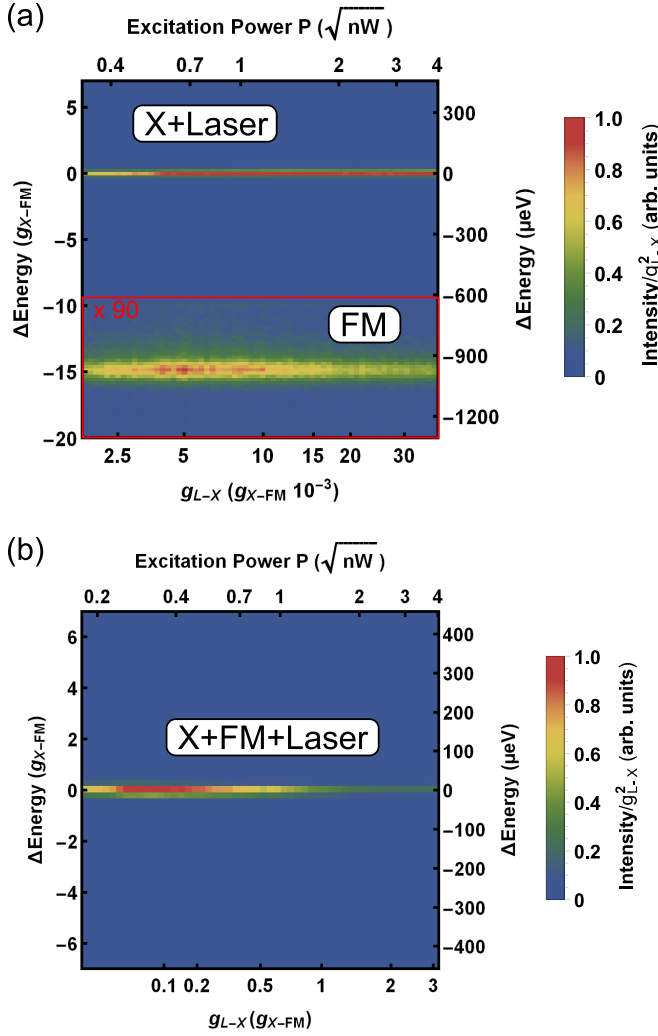 (a)
Excitation Power P (√nW)
0.4 0.7 1 2 3 4
X+Laser
x 90
FM
5
0
−5
−10
−15
−20
ΔEnergy (gX−FM)
300
0
−300
−600
−900
−1200
ΔEnergy (μeV)
2.5 5 10 15 20 30
gL−X (gX−FM 10−3)
1.0
0.8
0.6
0.4
0.2
0
Intensity/g2L-X (arb. units)
(b)
Excitation Power P (√nW)
0.2 0.4 0.7 1 2 3 4
X+FM+Laser
6
4
2
0
−2
−4
−6
ΔEnergy (gX−FM)
400
300
200
100
0
−100
−200
−300
−400
ΔEnergy (μeV)
0.1 0.2 0.5 1 2 3
gL−X (gX−FM)
1.0
0.8
0.6
0.4
0.2
0
Intensity/g2L-X (arb. units)